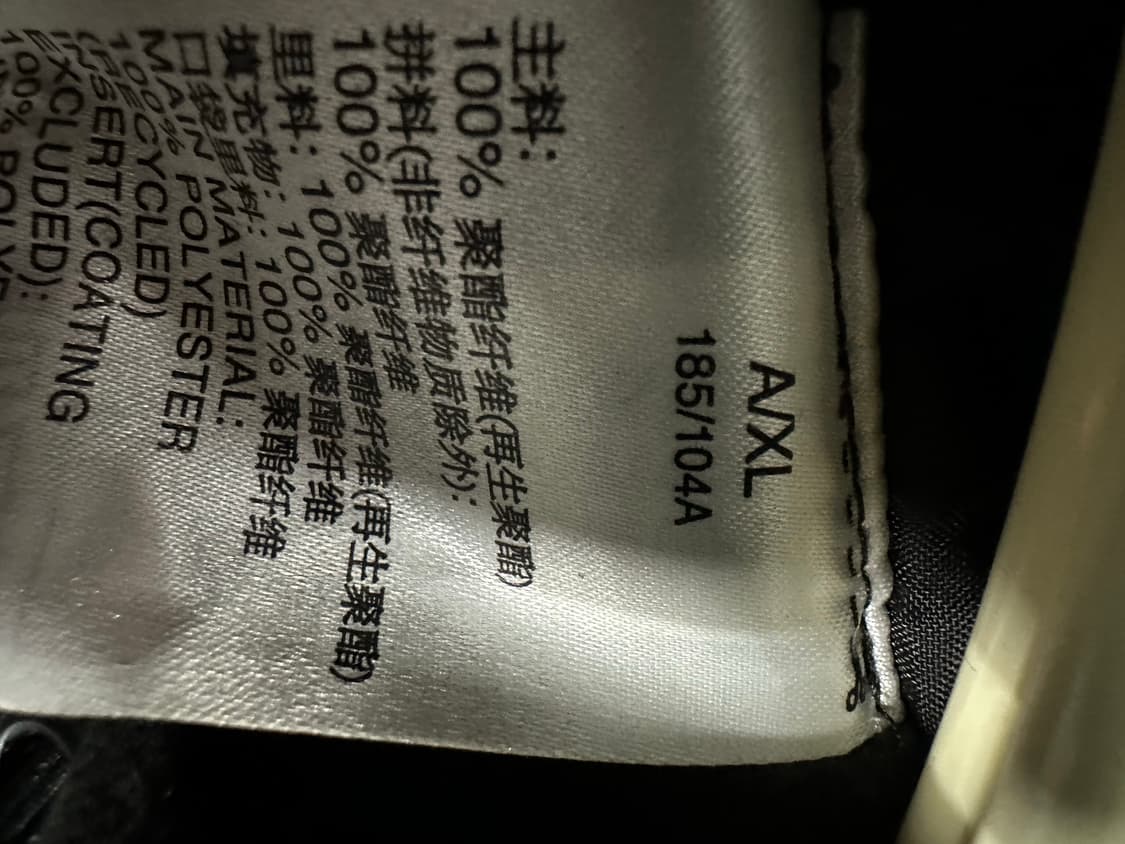 A/XL
185/104A
主料:
100% 聚酯纤维(再生聚酯)
拼料(非纤维物质除外):
100% 聚酯纤维
里料: 100% 聚酯纤维(再生聚酯)
填充物: 100% 聚酯纤维
口袋里料: 100% 聚酯纤维
MAIN MATERIAL:
100% POLYESTER
(RECYCLED)
INSERT(COATING
EXCLUDED):
100%